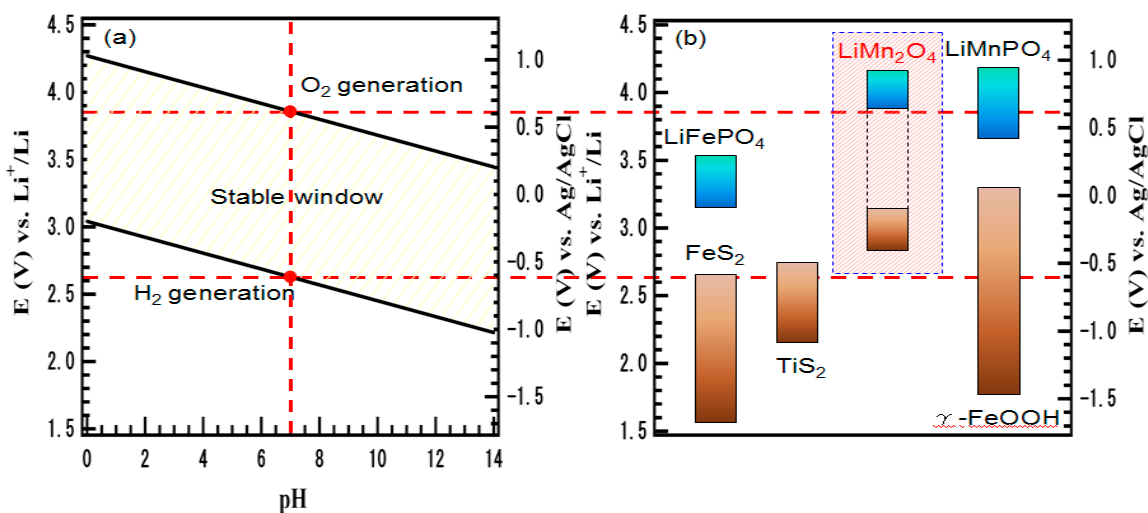 (a)
E (V) vs. Li+/Li
4.5
4.0
3.5
3.0
2.5
2.0
1.5
O2 generation
Stable window
H2 generation
0 2 4 6 8 10 12 14
pH
1.0
0.5
0.0
-0.5
-1.0
-1.5
E (V) vs. Ag/AgCl
(b)
E (V) vs. Li+/Li
4.5
4.0
3.5
3.0
2.5
2.0
1.5
LiMn2O4
LiMnPO4
LiFePO4
FeS2
TiS2
γ-FeOOH
1.0
0.5
0.0
-0.5
-1.0
-1.5
E (V) vs. Ag/AgCl